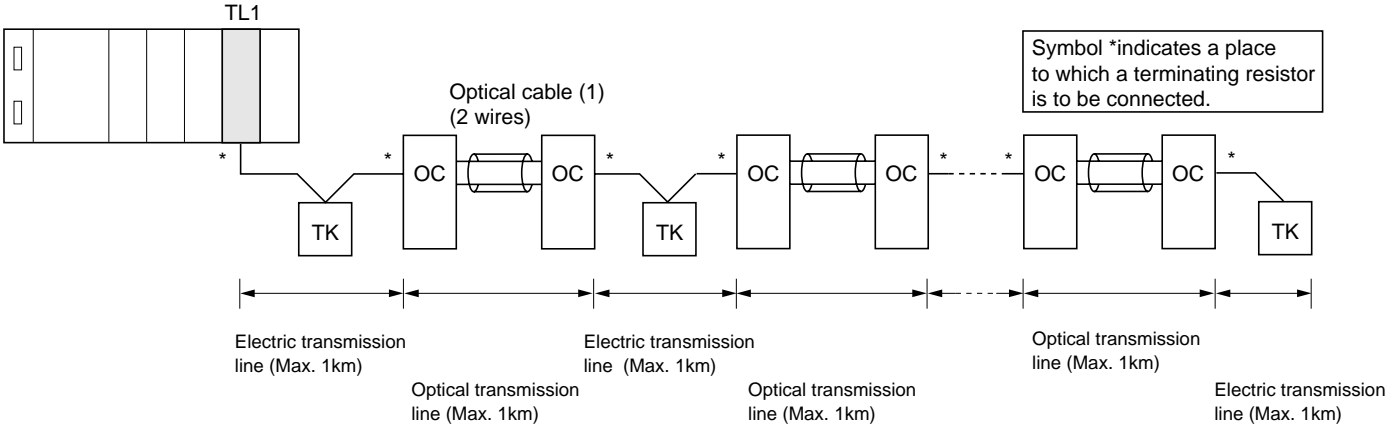 TL1
Symbol *indicates a place
to which a terminating resistor
is to be connected.
Optical cable (1)
(2 wires)
* * * * * * *
OC OC OC OC OC OC
TK TK TK
Electric transmission
line (Max. 1km)
Optical transmission
line (Max. 1km)
Electric transmission
line (Max. 1km)
Optical transmission
line (Max. 1km)
Optical transmission
line (Max. 1km)
Electric transmission
line (Max. 1km)